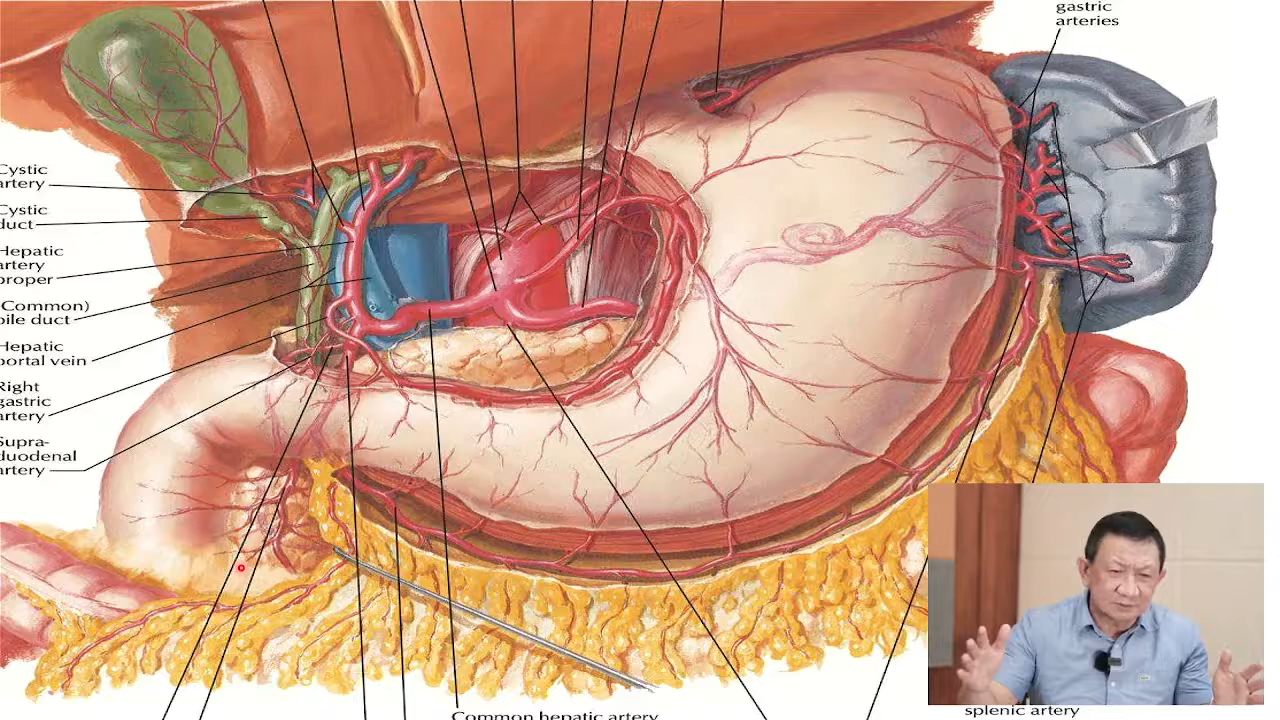 gastric
arteries
Cystic
artery
Cystic
duct
Hepatic
artery
proper
(Common)
bile duct
Hepatic
portal vein
Right
gastric
artery
Supra-
duodenal
artery
Common hepatic artery
splenic artery